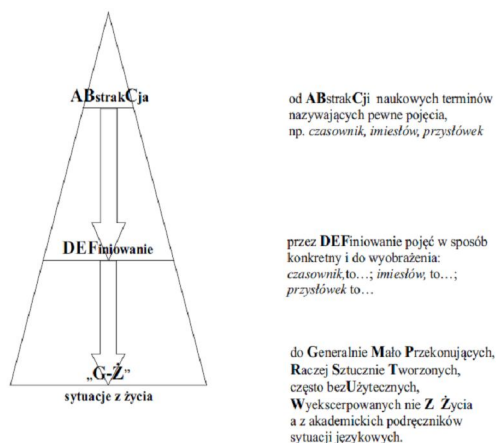 ABstrakCja
od ABstrakCji naukowych terminów
nazywających pewne pojęcia,
np. czasownik, imiesłów, przysłówek
DEFiniowanie
przez DEFiniowanie pojęć w sposób
konkretny i do wyobrażenia:
czasownik,to…; imiesłów, to…;
przysłówek to…
„G-Ż”
sytuacje z życia
do Generalnie Mało Przekonujących,
Raczej Sztucznie Tworzonych,
często bezUżytecznych,
Wyekscerpowanych nie Z Życia
a z akademickich podręczników
sytuacji językowych.